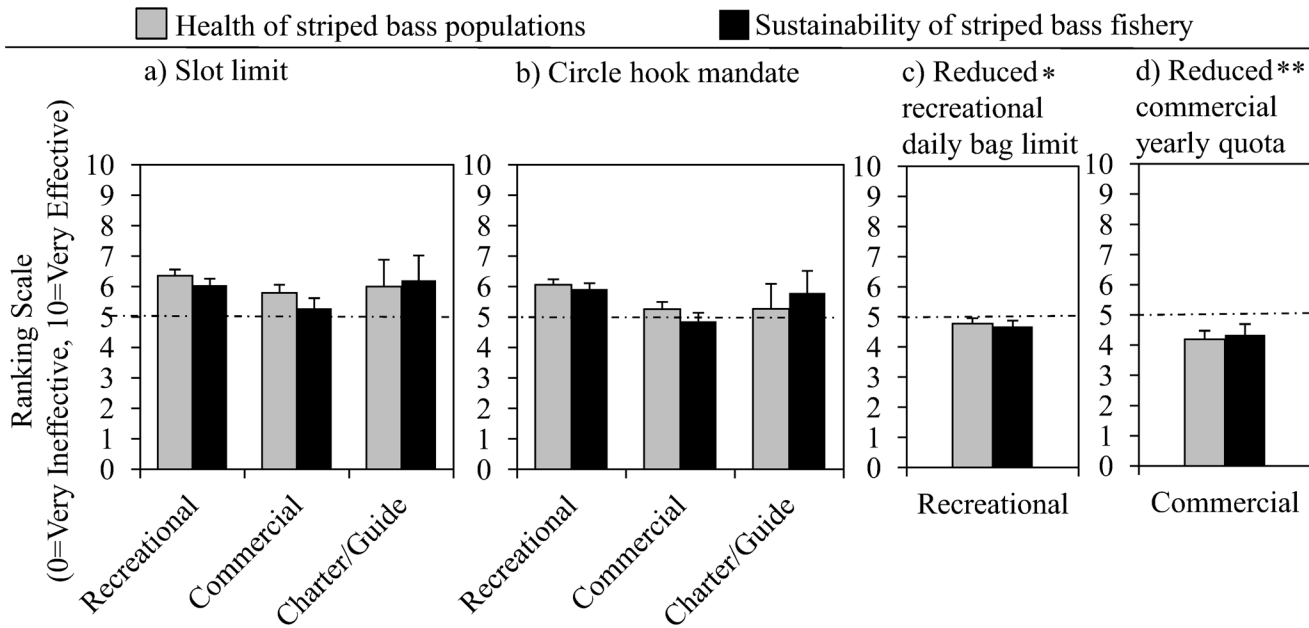 Health of striped bass populations
Sustainability of striped bass fishery
a) Slot limit
b) Circle hook mandate
c) Reduced *
recreational
daily bag limit
d) Reduced **
commercial
yearly quota
Ranking Scale
(0=Very Ineffective, 10=Very Effective)
10
9
8
7
6
5
4
3
2
1
0
Recreational
Commercial
Charter/Guide
10
9
8
7
6
5
4
3
2
1
0
Recreational
Commercial
Charter/Guide
10
9
8
7
6
5
4
3
2
1
0
Recreational
10
9
8
7
6
5
4
3
2
1
0
Commercial